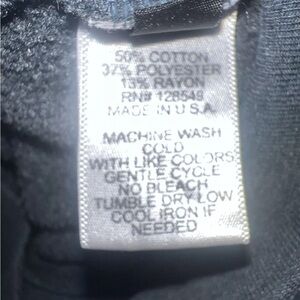 50% COTTON
37% POLYESTER
13% RAYON
RN# 128549
MADE IN U.S.A.
MACHINE WASH
COLD
WITH LIKE COLORS
GENTLE CYCLE
NO BLEACH
TUMBLE DRY LOW
COOL IRON IF
NEEDED